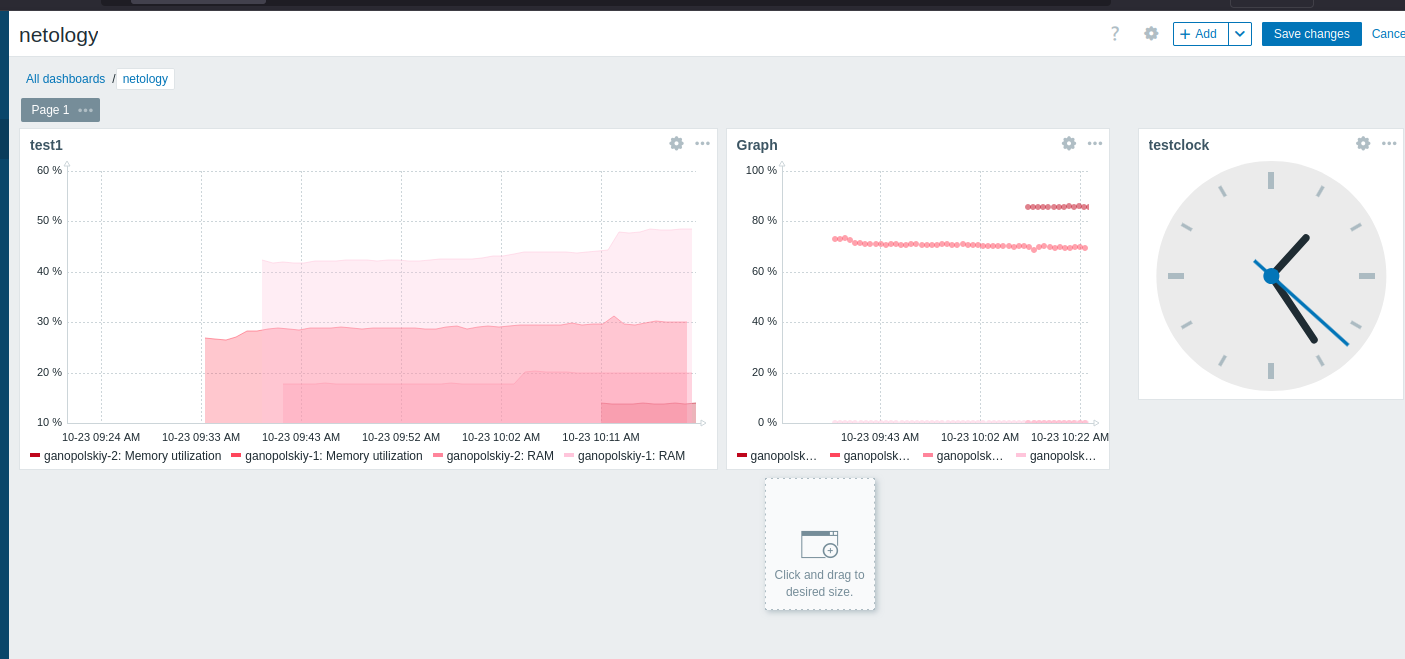 netology
? + Add Save changes Cance
All dashboards / netology
Page 1
test1
60 %
50 %
40 %
30 %
20 %
10 %
10-23 09:24 AM 10-23 09:33 AM 10-23 09:43 AM 10-23 09:52 AM 10-23 10:02 AM 10-23 10:11 AM
ganopolskiy-2: Memory utilization ganopolskiy-1: Memory utilization ganopolskiy-2: RAM ganopolskiy-1: RAM
Graph
100 %
80 %
60 %
40 %
20 %
0 %
10-23 09:43 AM 10-23 10:02 AM 10-23 10:22 AM
ganopolsk... ganopolsk... ganopolsk... ganopolsk...
testclock
Click and drag to
desired size.